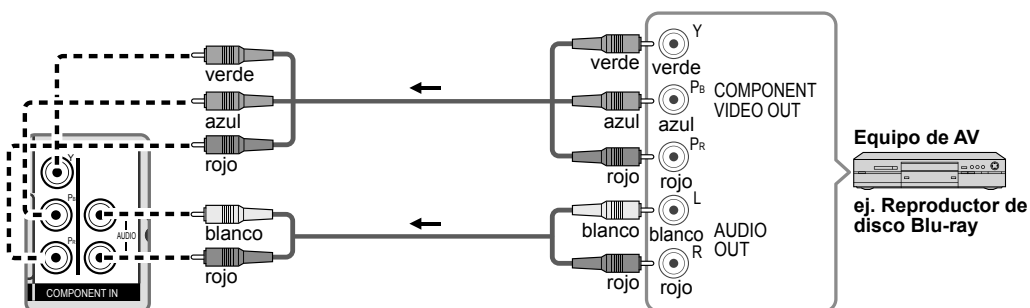 verde
azul
rojo
blanco
rojo
Y
PB
PR
AUDIO
COMPONENT IN
verde
azul
rojo
blanco
rojo
Y
verde
PB
azul
PR
rojo
COMPONENT
VIDEO OUT
L
blanco
R
rojo
AUDIO
OUT
Equipo de AV
ej. Reproductor de
disco Blu-ray